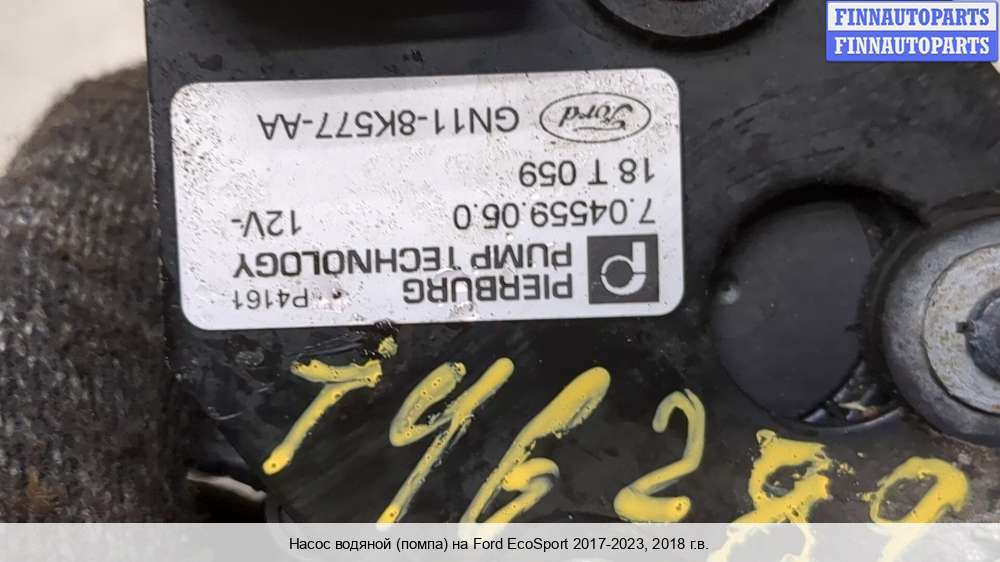 FINNAUTOPARTS
FINNAUTOPARTS
PIERBURG P4161
PUMP TECHNOLOGY
7.04559.05.0 12V-
18 T 059
Ford GN11-8K577-AA
Насос водяной (помпа) на Ford EcoSport 2017-2023, 2018 г.в.